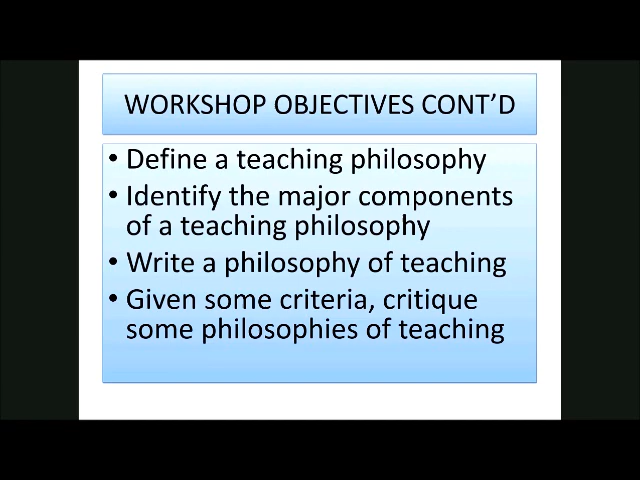 WORKSHOP OBJECTIVES CONT’D
• Define a teaching philosophy
• Identify the major components
of a teaching philosophy
• Write a philosophy of teaching
• Given some criteria, critique
some philosophies of teaching